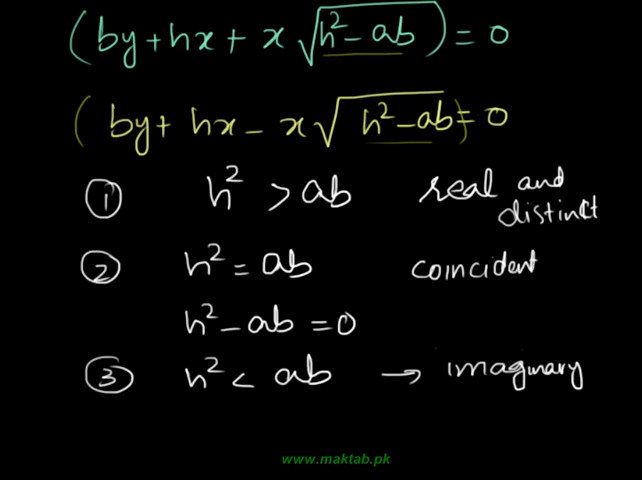 (by+hx + x √(h²-ab)) = 0
(by+ hx - x √(h²-ab)) = 0
① h² > ab real and distinct
② h² = ab coincident
h²-ab = 0
③ h² < ab → imaginary
www.maktab.pk